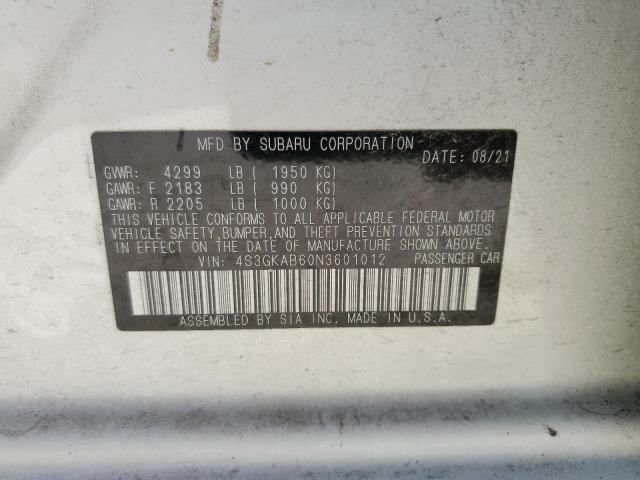 MFD BY SUBARU CORPORATION
DATE: 08/21
GVWR: 4299 LB ( 1950 KG)
GAWR: F 2183 LB ( 990 KG)
GAWR: R 2205 LB ( 1000 KG)
THIS VEHICLE CONFORMS TO ALL APPLICABLE FEDERAL MOTOR
VEHICLE SAFETY,BUMPER,AND THEFT PREVENTION STANDARDS
IN EFFECT ON THE DATE OF MANUFACTURE SHOWN ABOVE.
VIN: 4S3GKAB60N3601012 PASSENGER CAR
ASSEMBLED BY SIA INC. MADE IN U.S.A.